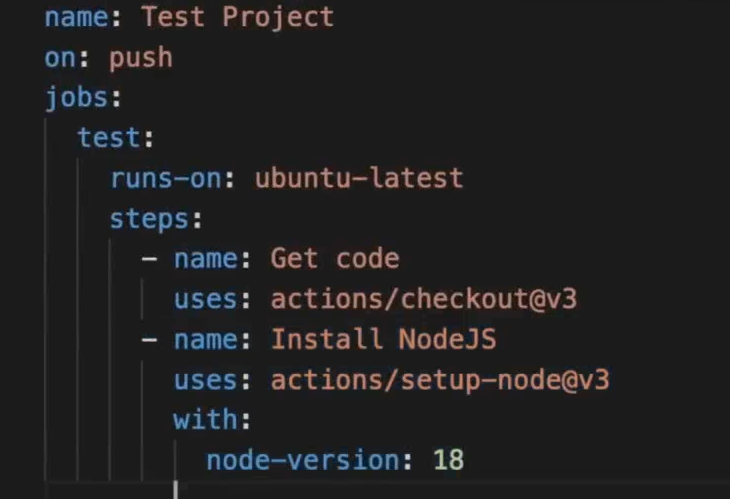 name: Test Project
on: push
jobs:
  test:
    runs-on: ubuntu-latest
    steps:
      - name: Get code
        uses: actions/checkout@v3
      - name: Install NodeJS
        uses: actions/setup-node@v3
        with:
          node-version: 18